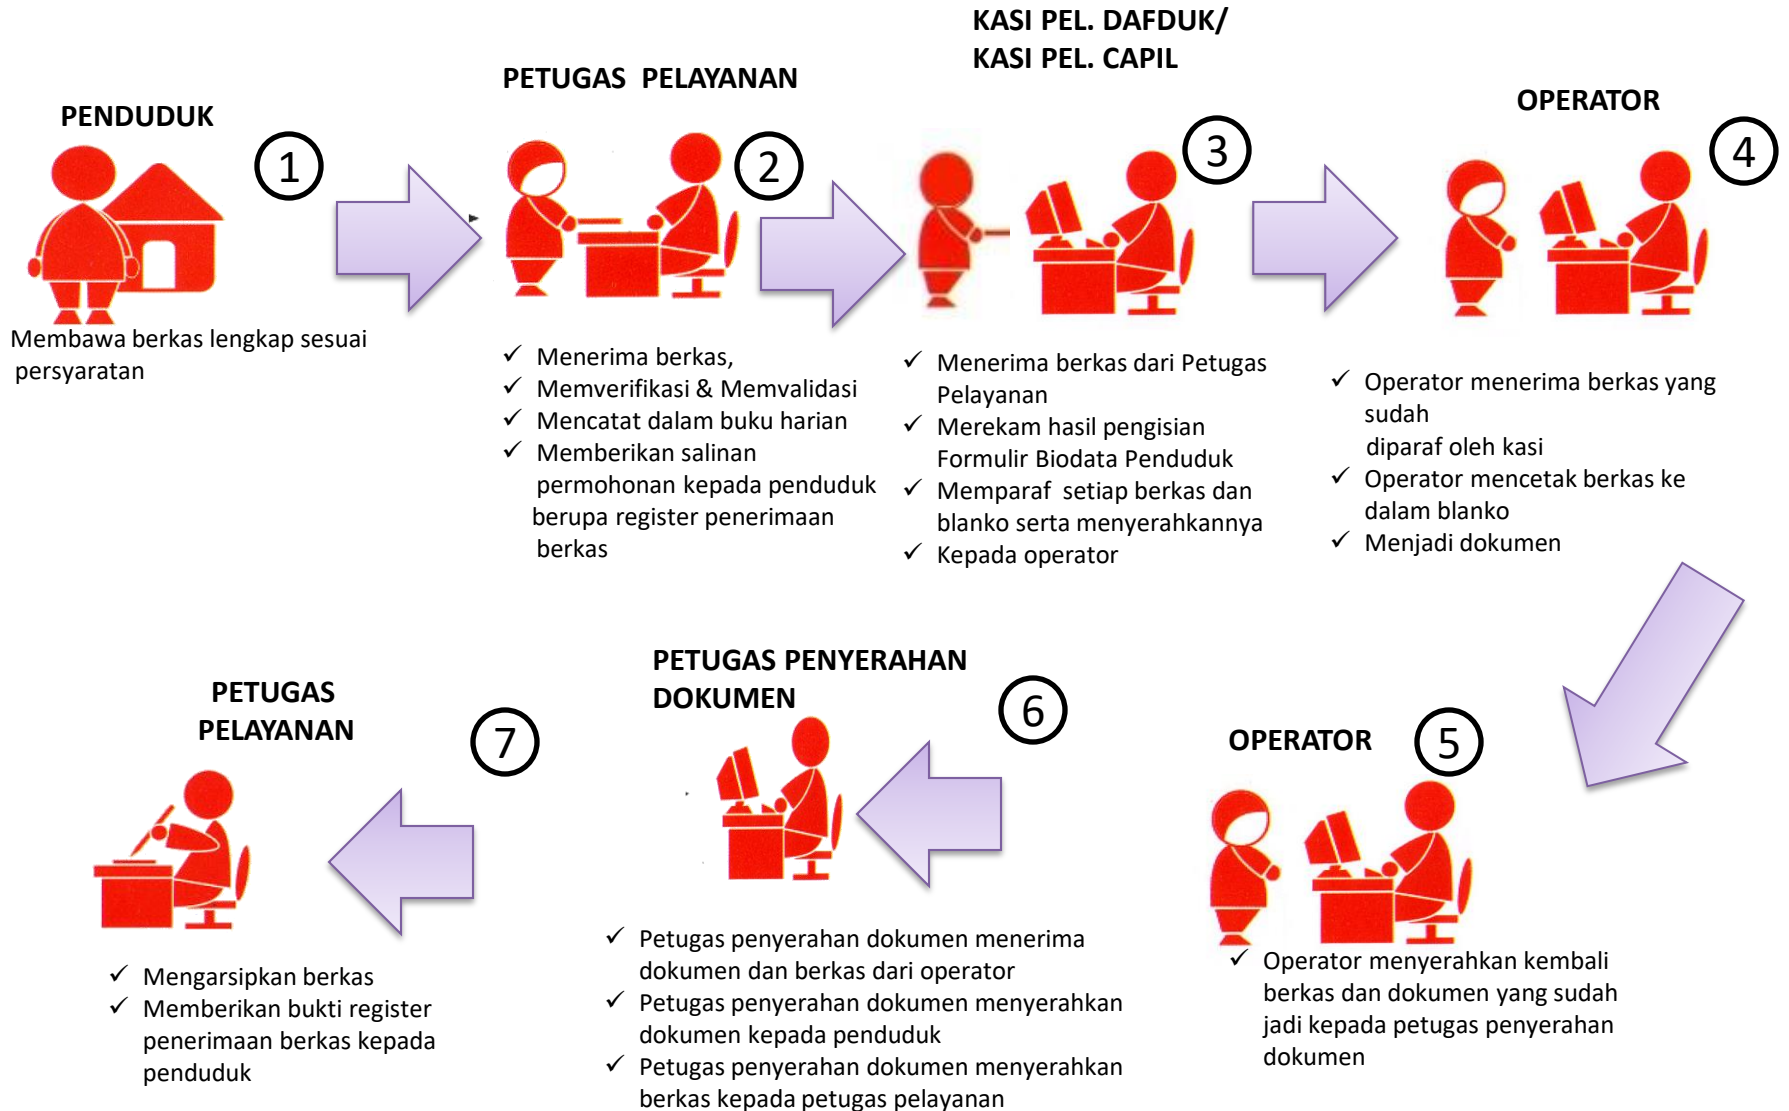 PENDUDUK
1
Membawa berkas lengkap sesuai
persyaratan
PETUGAS PELAYANAN
2
✓ Menerima berkas,
✓ Memverifikasi & Memvalidasi
✓ Mencatat dalam buku harian
✓ Memberikan salinan
permohonan kepada penduduk
berupa register penerimaan
berkas
KASI PEL. DAFDUK/
KASI PEL. CAPIL
3
✓ Menerima berkas dari Petugas
Pelayanan
✓ Merekam hasil pengisian
Formulir Biodata Penduduk
✓ Memparaf setiap berkas dan
blanko serta menyerahkannya
✓ Kepada operator
OPERATOR
4
✓ Operator menerima berkas yang
sudah
diparaf oleh kasi
✓ Operator mencetak berkas ke
dalam blanko
✓ Menjadi dokumen
OPERATOR
5
✓ Operator menyerahkan kembali
berkas dan dokumen yang sudah
jadi kepada petugas penyerahan
dokumen
PETUGAS PENYERAHAN
DOKUMEN
6
✓ Petugas penyerahan dokumen menerima
dokumen dan berkas dari operator
✓ Petugas penyerahan dokumen menyerahkan
dokumen kepada penduduk
✓ Petugas penyerahan dokumen menyerahkan
berkas kepada petugas pelayanan
PETUGAS
PELAYANAN
7
✓ Mengarsipkan berkas
✓ Memberikan bukti register
penerimaan berkas kepada
penduduk